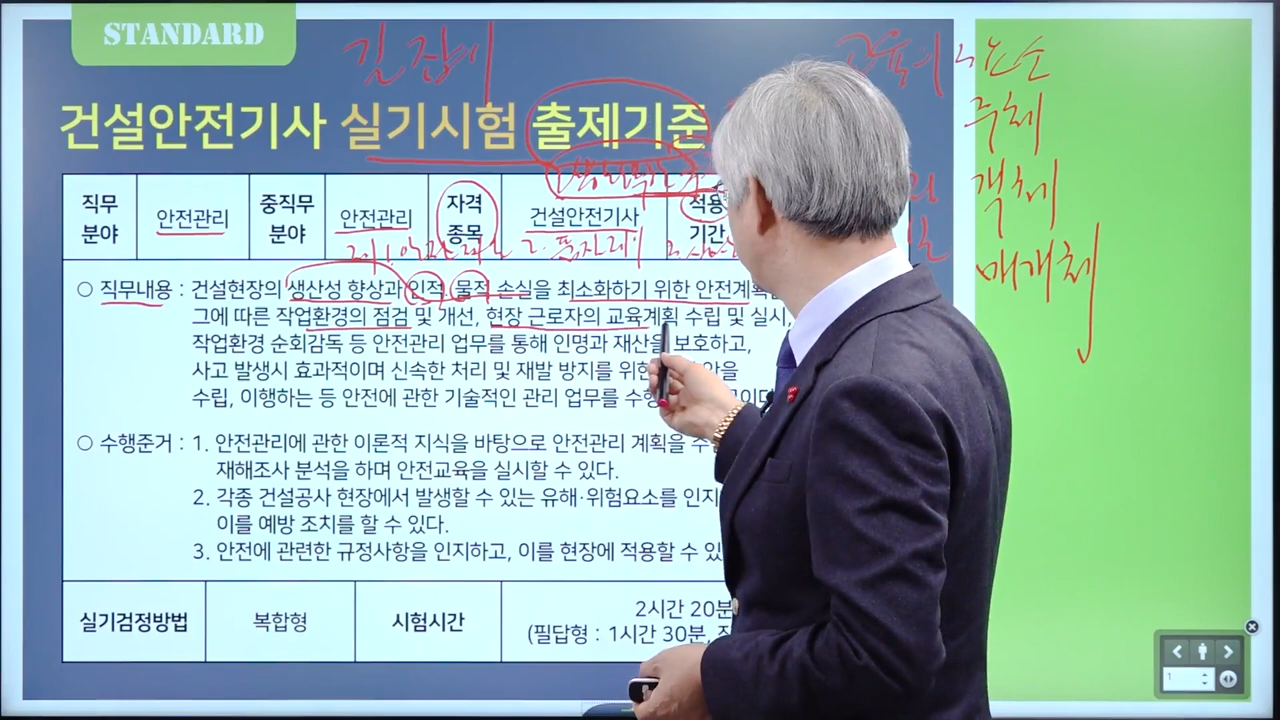 STANDARD
길잡이
교육의 3요소
건설안전기사 실기시험 출제기준
주체
객체
매개체
직무
분야
안전관리
중직무
분야
안전관리
자격
종목
건설안전기사
적용
기간
○ 직무내용 : 건설현장의 생산성 향상과 인적, 물적 손실을 최소화하기 위한
그에 따른 작업환경의 점검 및 개선, 현장 근로자의 교육계획 수립 및 실시,
작업환경 순회감독 등 안전관리 업무를 통해 인명과 재산을 보호하고,
사고 발생시 효과적이며 신속한 처리 및 재발 방지를
수립, 이행하는 등 안전에 관한 기술적인 관리 업무를
○ 수행준거 : 1. 안전관리에 관한 이론적 지식을 바탕으로 안전관리 계획을
재해조사 분석을 하며 안전교육을 실시할 수 있다.
2. 각종 건설공사 현장에서 발생할 수 있는 유해·위험요소를
이를 예방 조치를 할 수 있다.
3. 안전에 관련한 규정사항을 인지하고, 이를 현장에 적용할 수
실기검정방법
복합형
시험시간
2시간 20분
(필답형 : 1시간 30분,
1